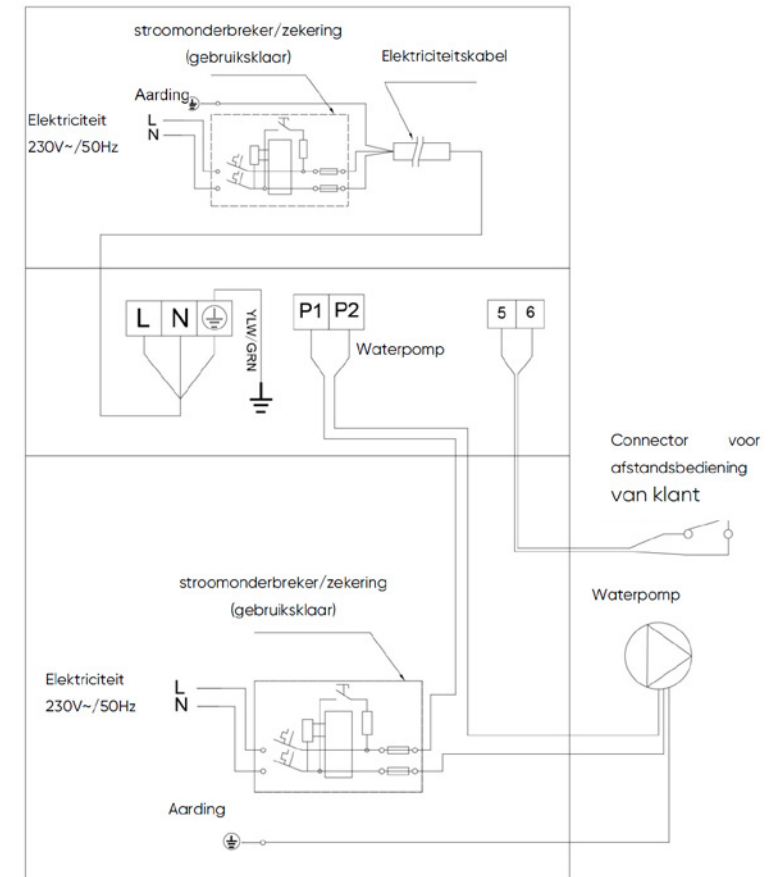 stroomonderbreker/zekering
(gebruiksklaar)
Elektriciteitskabel
Aarding
Elektriciteit
230V~/50Hz
L
N
L N
YLW/GRN
P1 P2
Waterpomp
5 6
Connector voor
afstandsbediening
van klant
stroomonderbreker/zekering
(gebruiksklaar)
Waterpomp
Elektriciteit
230V~/50Hz
L
N
Aarding